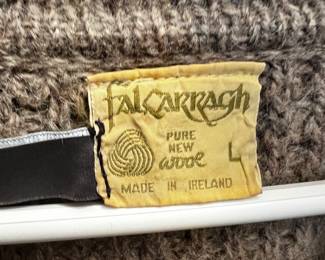 falcarragh
PURE
NEW
wool L
MADE IN IRELAND